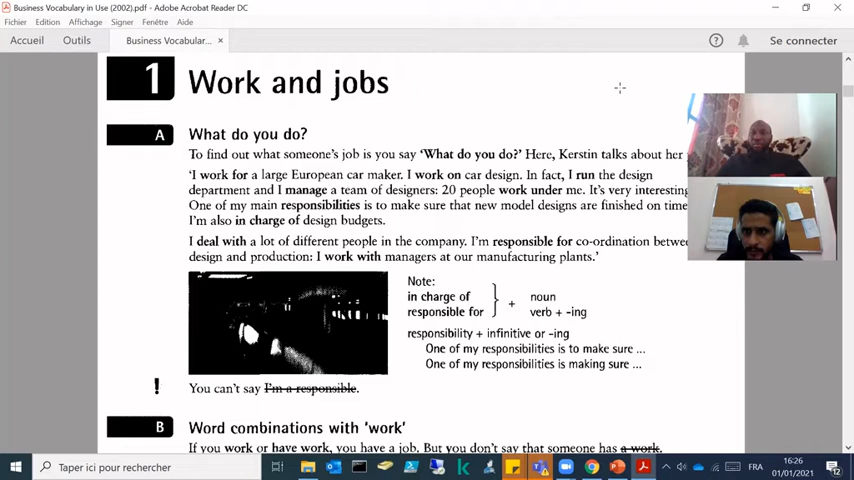 Business Vocabulary in Use (2002).pdf - Adobe Acrobat Reader DC
Fichier Edition Affichage Signer Fenêtre Aide
Accueil Outils Business Vocabular... × Se connecter
1 Work and jobs
A What do you do?
To find out what someone's job is you say 'What do you do?' Here, Kerstin talks about her
'I work for a large European car maker. I work on car design. In fact, I run the design
department and I manage a team of designers: 20 people work under me. It's very interesting
One of my main responsibilities is to make sure that new model designs are finished on time
I'm also in charge of design budgets.
I deal with a lot of different people in the company. I'm responsible for co-ordination betwe
design and production: I work with managers at our manufacturing plants.'
Note:
in charge of
responsible for
+
noun
verb + -ing
responsibility + infinitive or -ing
One of my responsibilities is to make sure ...
One of my responsibilities is making sure ...
! You can't say I'm a responsible.
B Word combinations with 'work'
If you work or have work, you have a job. But you don't say that someone has a work.
Taper ici pour rechercher
FRA
16:26
01/01/2021
12